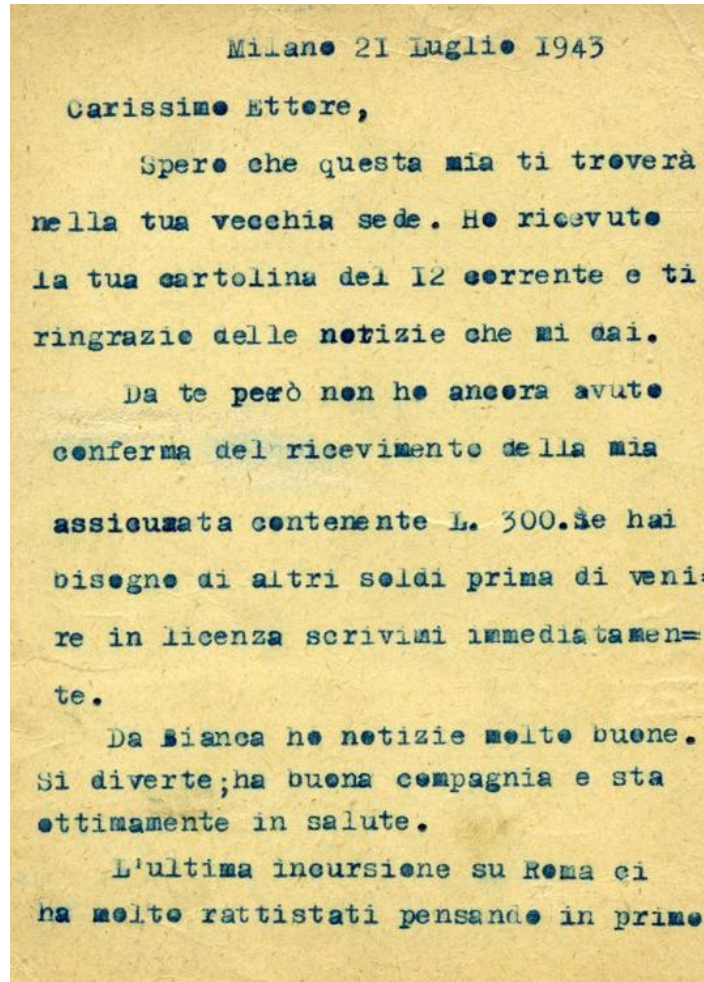 Milano 21 Luglio 1943
Carissimo Ettore,
Spero che questa mia ti troverà
nella tua vecchia sede. Ho ricevuto
la tua cartolina del I2 corrente e ti
ringrazio delle notizie che mi dai.
Da te però non ho ancora avuto
conferma del ricevimento della mia
assicurata contenente L. 300.Se hai
bisogno di altri soldi prima di veni=
re in licenza scrivimi immediatamen=
te.
Da Bianca ho notizie molto buone.
Si diverte;ha buona compagnia e sta
ottimamente in salute.
L'ultima incursione su Roma ci
ha molto rattistati pensando in primo